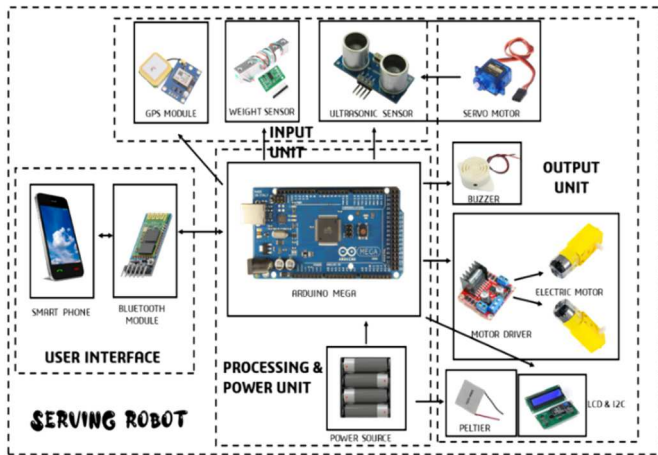 GPS MODULE
WEIGHT SENSOR
ULTRASONIC SENSOR
SERVO MOTOR
INPUT
UNIT
OUTPUT
UNIT
BUZZER
MEGA
ARDUINO MEGA
SMART PHONE
BLUETOOTH
MODULE
USER INTERFACE
ELECTRIC MOTOR
MOTOR DRIVER
PROCESSING &
POWER UNIT
POWER SOURCE
PELTIER
LCD & I2C
SERVING ROBOT